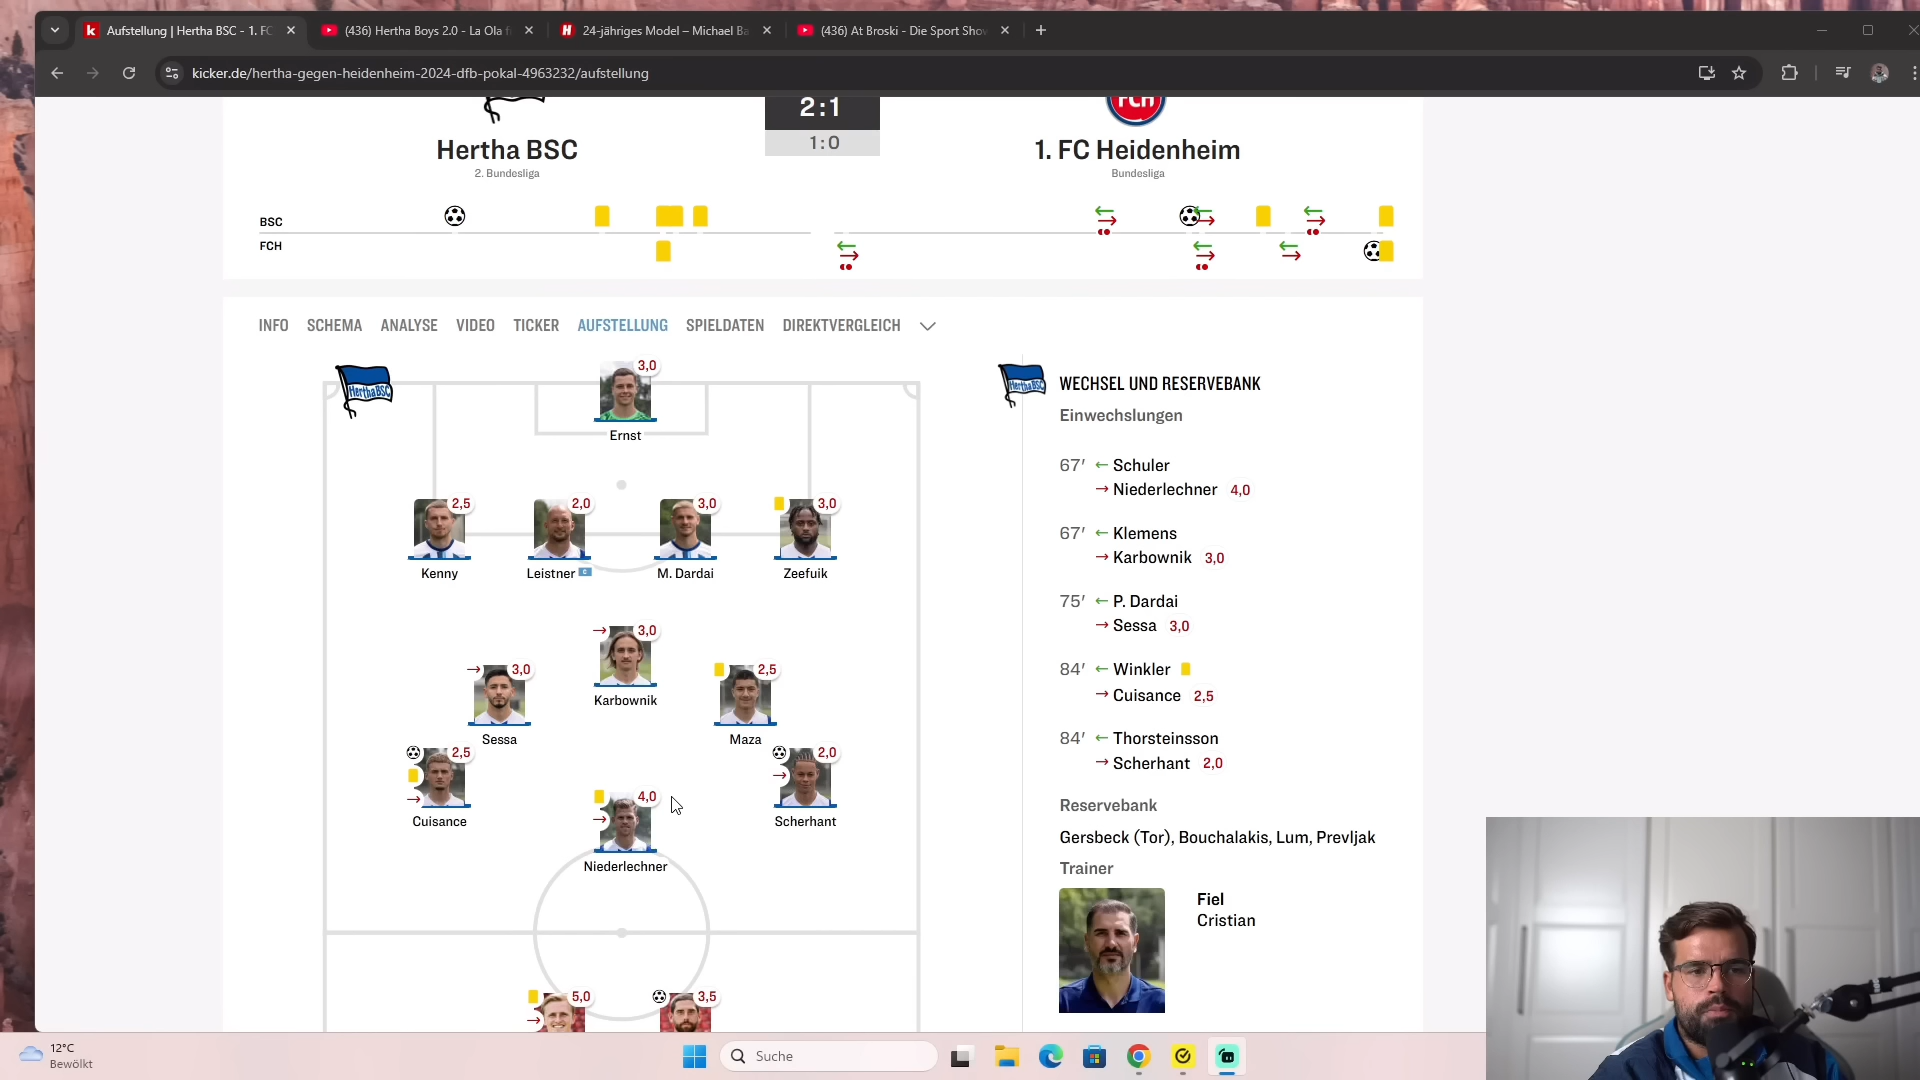 Aufstellung | Hertha BSC - 1. FC
(436) Hertha Boys 2.0 - La Ola f
24-jähriges Model – Michael Ba
(436) At Broski - Die Sport Show
kicker.de/hertha-gegen-heidenheim-2024-dfb-pokal-4963232/aufstellung
2:1
FCH
1:0
Hertha BSC
1. FC Heidenheim
2. Bundesliga
Bundesliga
BSC
FCH
INFO SCHEMA ANALYSE VIDEO TICKER AUFSTELLUNG SPIELDATEN DIREKTVERGLEICH
Hertha BSC
3,0
Ernst
2,5
2,0
3,0
3,0
Kenny
Leistner C
M. Dardai
Zeefuik
3,0
Karbownik
3,0
2,5
Sessa
Maza
2,5
2,0
Cuisance
Scherhant
4,0
Niederlechner
5,0
3,5
Hertha BSC
WECHSEL UND RESERVEBANK
Einwechslungen
67' Schuler
Niederlechner 4,0
67' Klemens
Karbownik 3,0
75' P. Dardai
Sessa 3,0
84' Winkler
Cuisance 2,5
84' Thorsteinsson
Scherhant 2,0
Reservebank
Gersbeck (Tor), Bouchalakis, Lum, Prevljak
Trainer
Fiel
Cristian
12°C
Bewölkt
Suche